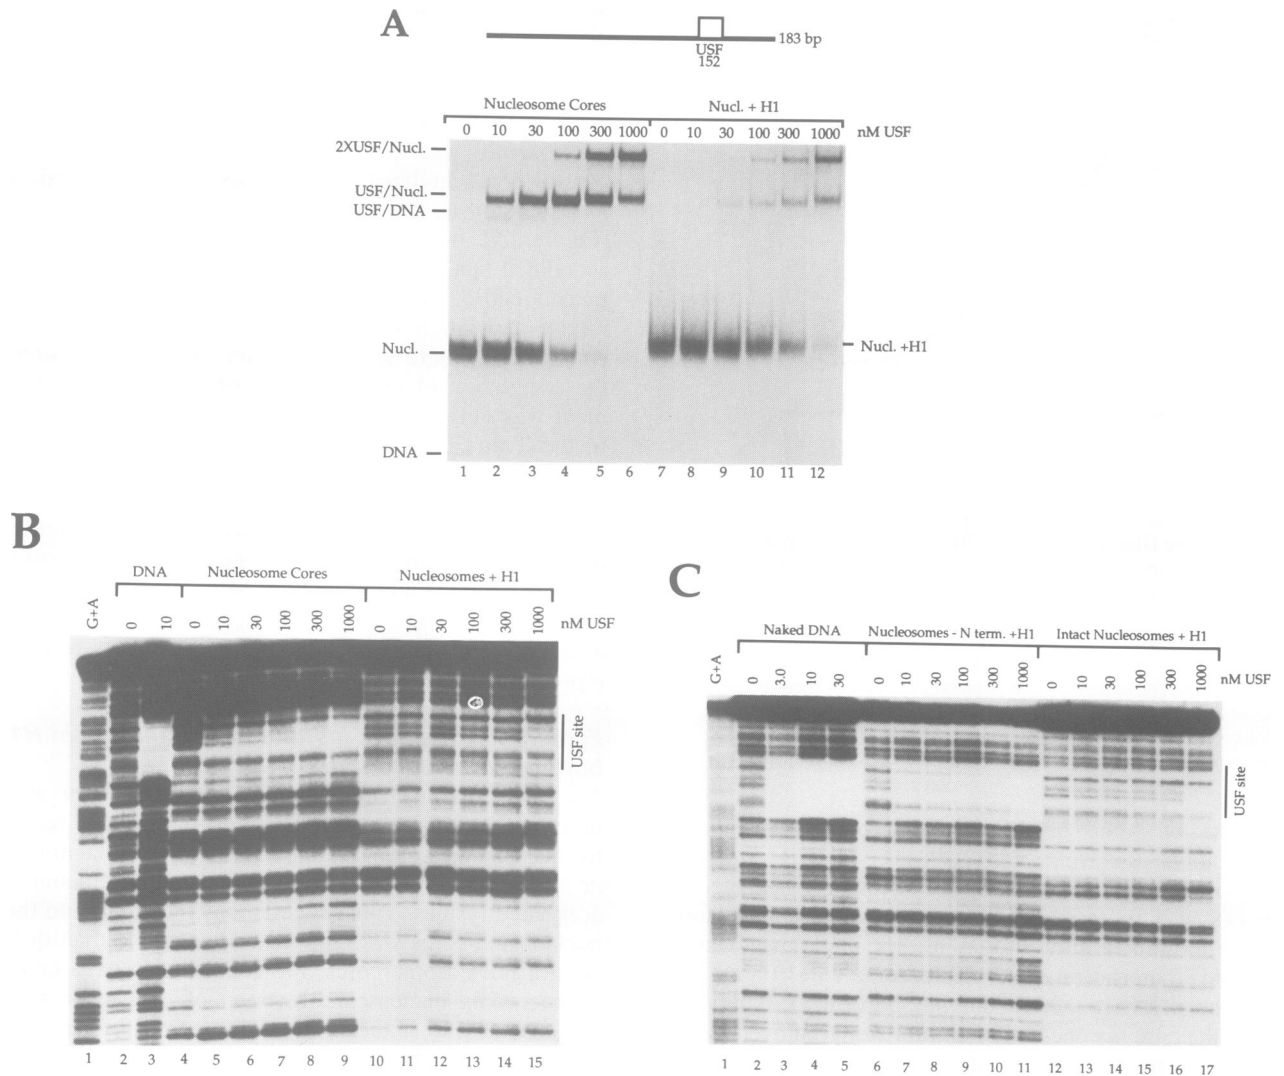 A
183 bp
USF
152
Nucleosome Cores Nucl. + H1
0 10 30 100 300 1000 0 10 30 100 300 1000 nM USF
2XUSF/Nucl.
USF/Nucl.
USF/DNA
Nucl.
Nucl. +H1
DNA
1 2 3 4 5 6 7 8 9 10 11 12
B
DNA Nucleosome Cores Nucleosomes + H1
G+A 0 10 0 10 30 100 300 1000 0 10 30 100 300 1000 nM USF
USF site
1 2 3 4 5 6 7 8 9 10 11 12 13 14 15
C
Naked DNA Nucleosomes - N term. +H1 Intact Nucleosomes + H1
G+A 0 3.0 10 30 0 10 30 100 300 1000 0 10 30 100 300 1000 nM USF
USF site
1 2 3 4 5 6 7 8 9 10 11 12 13 14 15 16 17